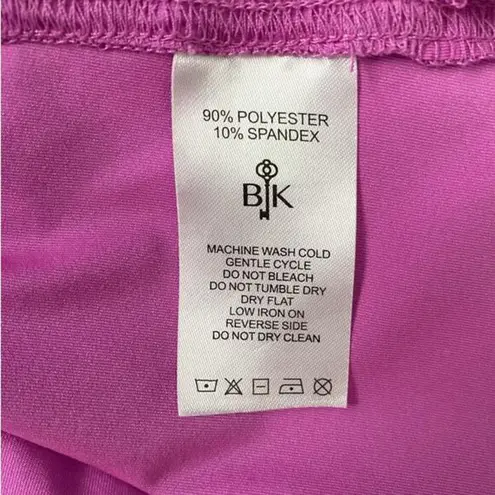 90% POLYESTER
10% SPANDEX
BK
MACHINE WASH COLD
GENTLE CYCLE
DO NOT BLEACH
DO NOT TUMBLE DRY
DRY FLAT
LOW IRON ON
REVERSE SIDE
DO NOT DRY CLEAN